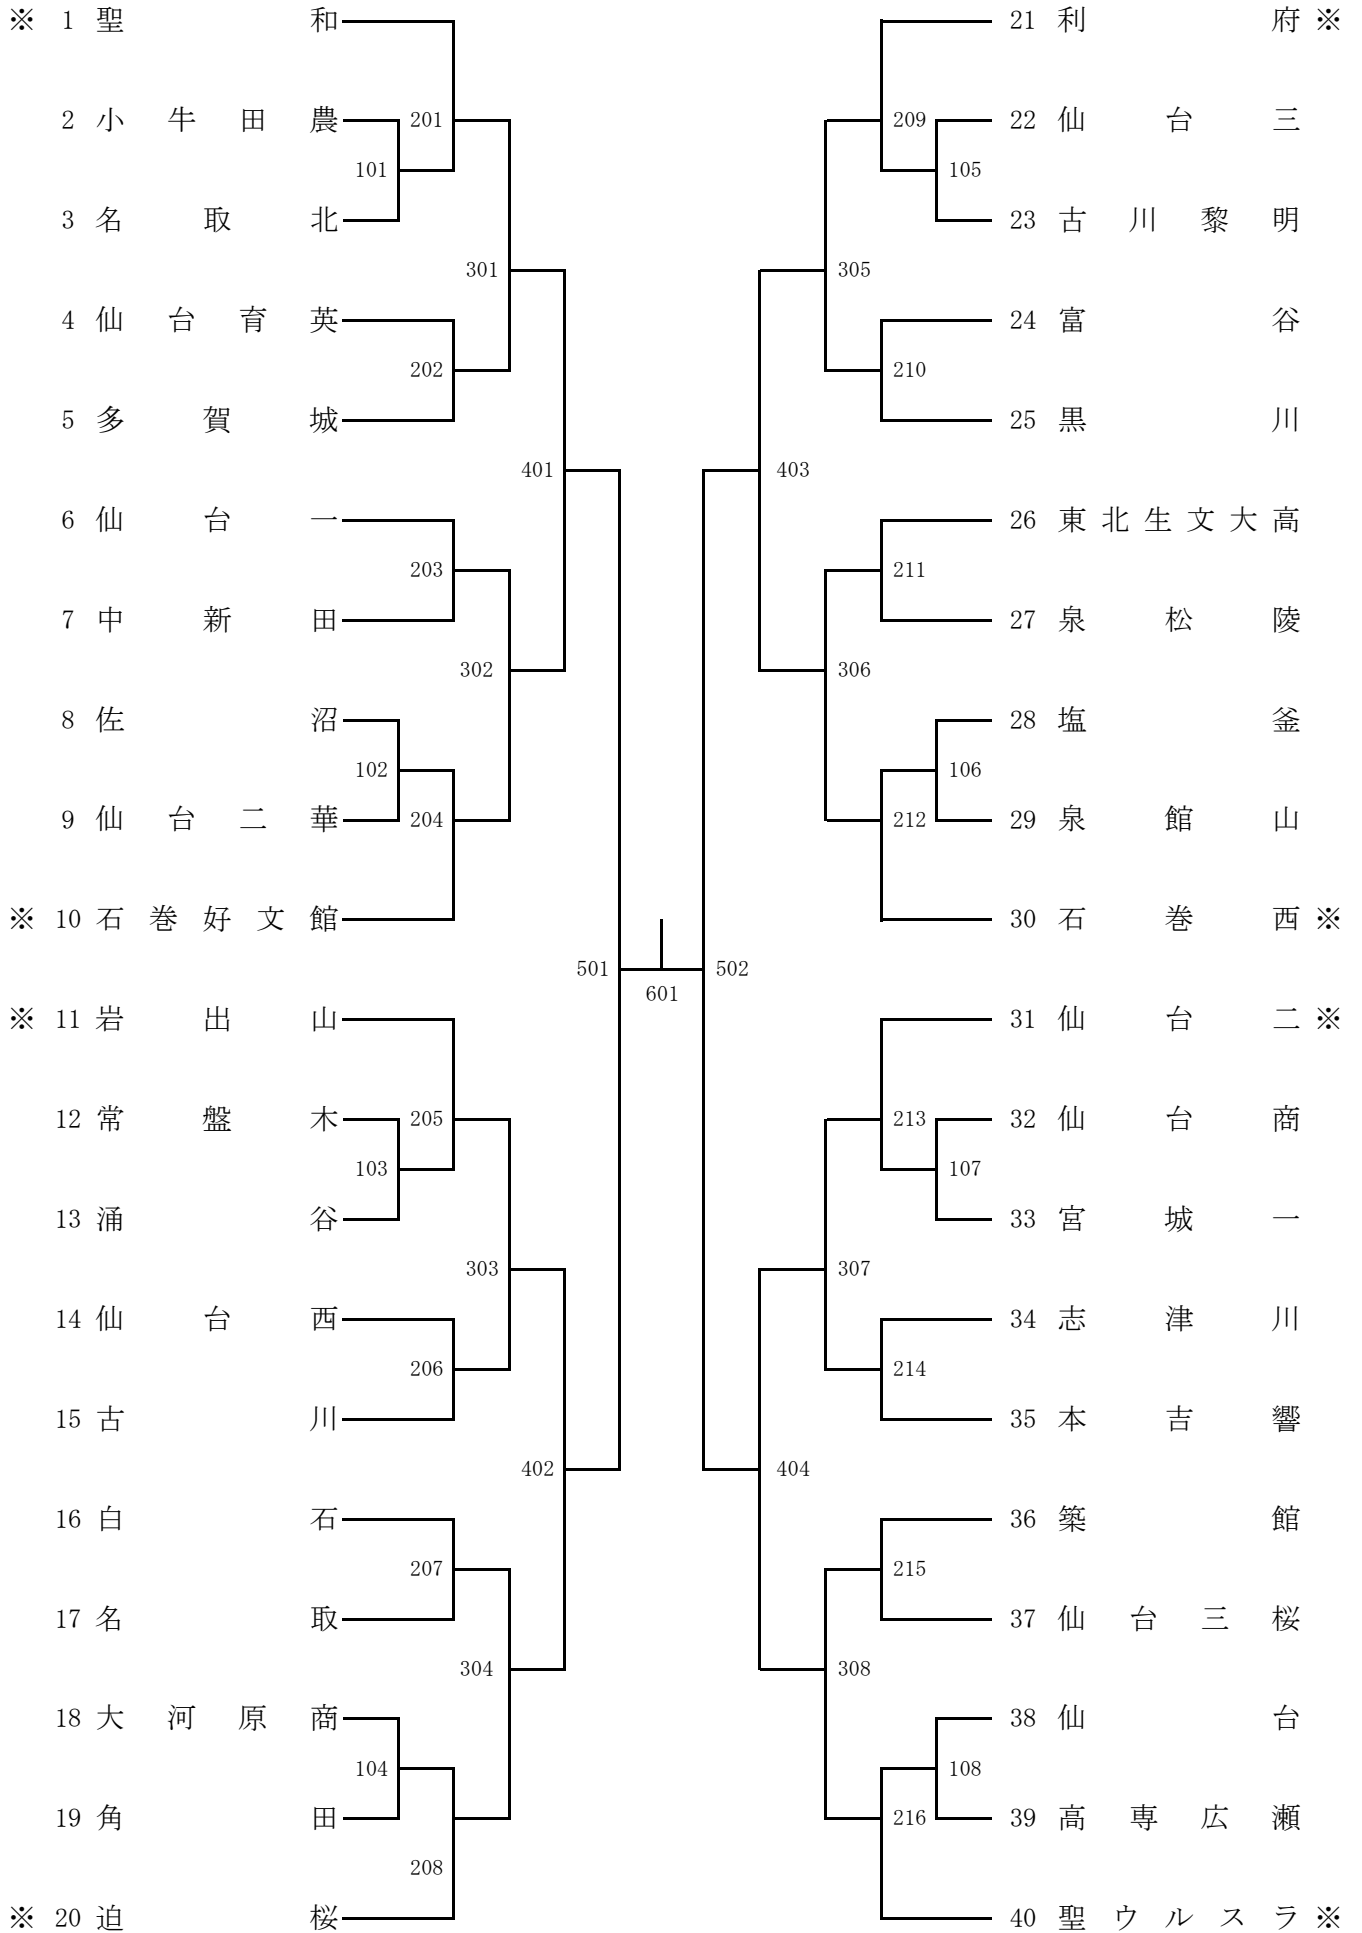 ※ 1 聖和
2 小牛田農
201
101
3 名取北
301
4 仙台育英
202
5 多賀城
401
6 仙台一
203
7 中新田
302
8 佐沼
102
9 仙台二華
204
※ 10 石巻好文館
501
※ 11 岩出山
12 常盤木
205
103
13 涌谷
303
14 仙台西
206
15 古川
402
16 白石
207
17 名取
304
18 大河原商
104
19 角田
208
※ 20 迫桜
601
21 利府 ※
209
22 仙台三
105
23 古川黎明
305
24 富谷
210
25 黒川
403
26 東北生文大高
211
27 泉松陵
306
28 塩釜
106
212
29 泉館山
30 石巻西 ※
502
31 仙台二 ※
213
32 仙台商
107
33 宮城一
307
34 志津川
214
35 本吉響
404
36 築館
215
37 仙台三桜
308
38 仙台
108
216
39 高専広瀬
40 聖ウルスラ ※